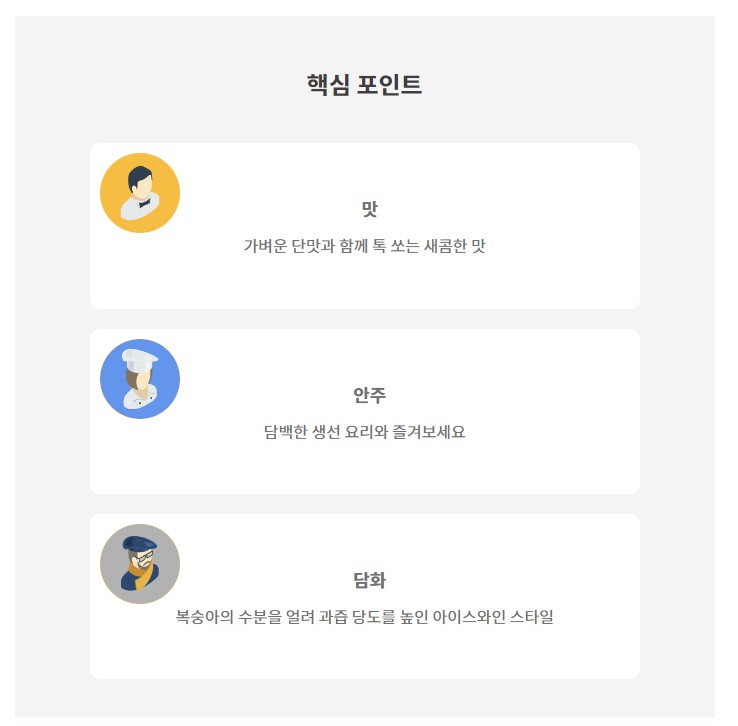 핵심 포인트
맛
가벼운 단맛과 함께 톡 쏘는 새콤한 맛
안주
담백한 생선 요리와 즐겨보세요
담화
복숭아의 수분을 얼려 과즙 당도를 높인 아이스와인 스타일